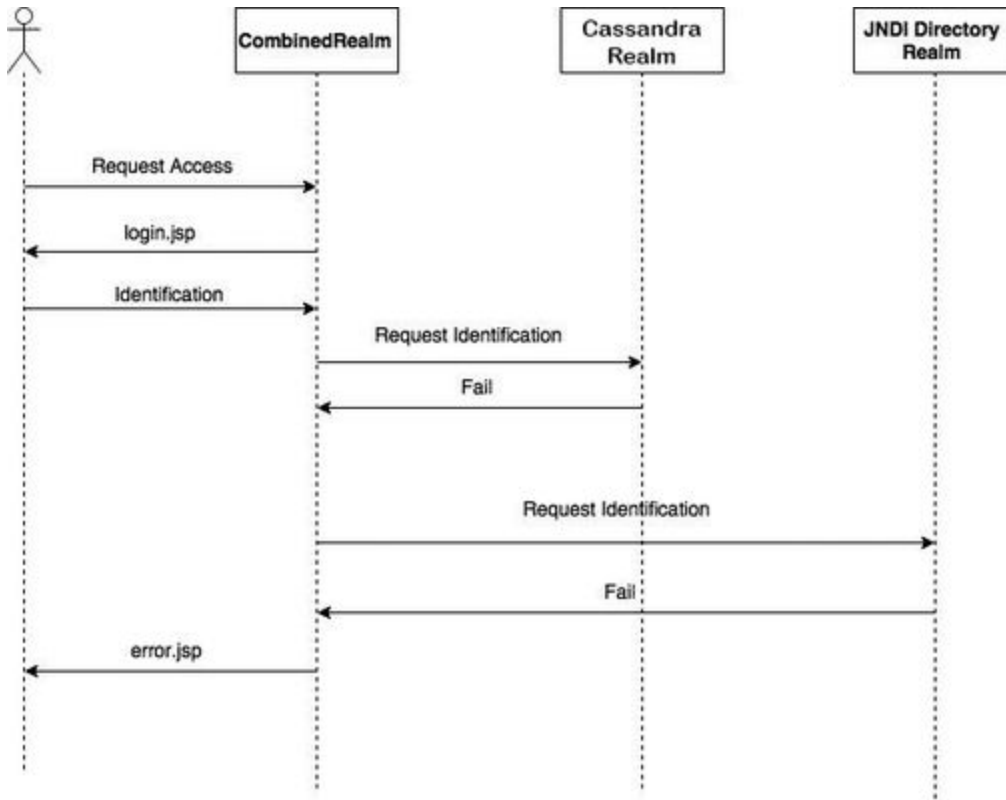 CombinedRealm
Cassandra
Realm
JNDI Directory
Realm
Request Access
login.jsp
Identification
Request Identification
Fail
Request Identification
Fail
error.jsp